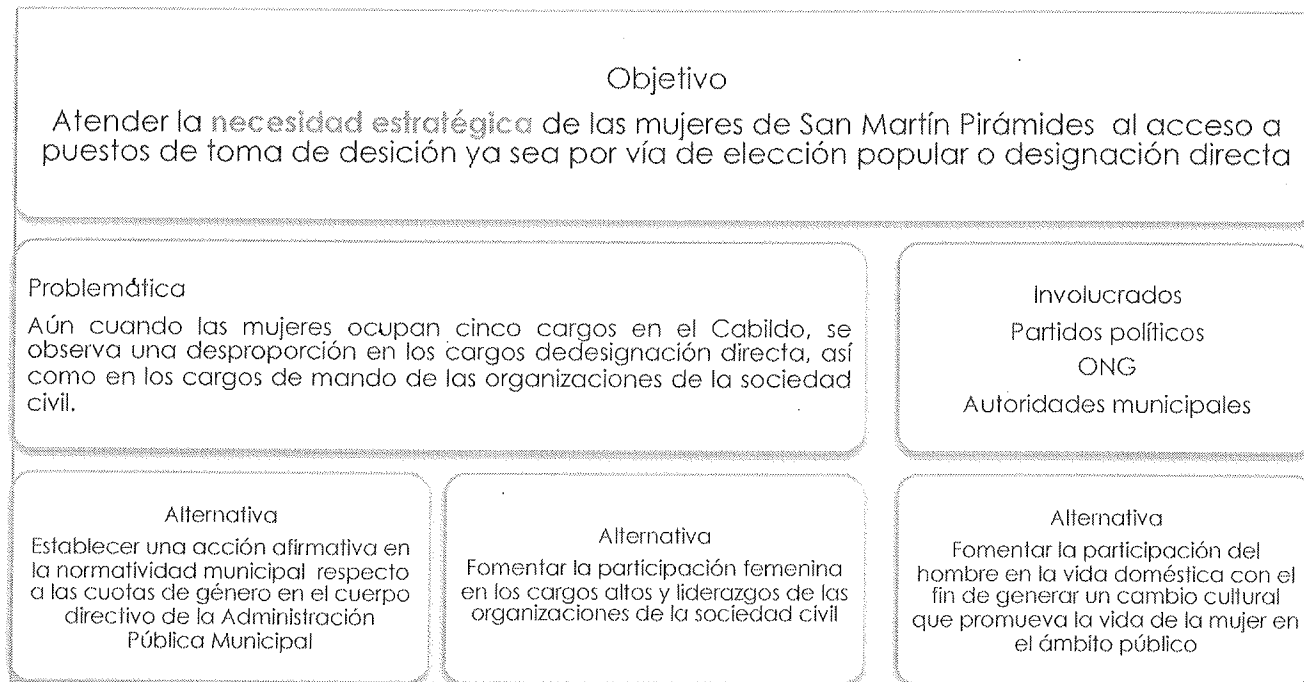 Objetivo
Atender la necesidad estratégica de las mujeres de San Martín Pirámides al acceso a
puestos de toma de desición ya sea por vía de elección popular o designación directa
Problemática
Aún cuando las mujeres ocupan cinco cargos en el Cabildo, se
observa una desproporción en los cargos dedesignación directa, así
como en los cargos de mando de las organizaciones de la sociedad
civil.
Involucrados
Partidos políticos
ONG
Autoridades municipales
Alternativa
Establecer una acción afirmativa en
la normatividad municipal respecto
a las cuotas de género en el cuerpo
directivo de la Administración
Pública Municipal
Alternativa
Fomentar la participación femenina
en los cargos altos y liderazgos de las
organizaciones de la sociedad civil
Alternativa
Fomentar la participación del
hombre en la vida doméstica con el
fin de generar un cambio cultural
que promueva la vida de la mujer en
el ámbito público